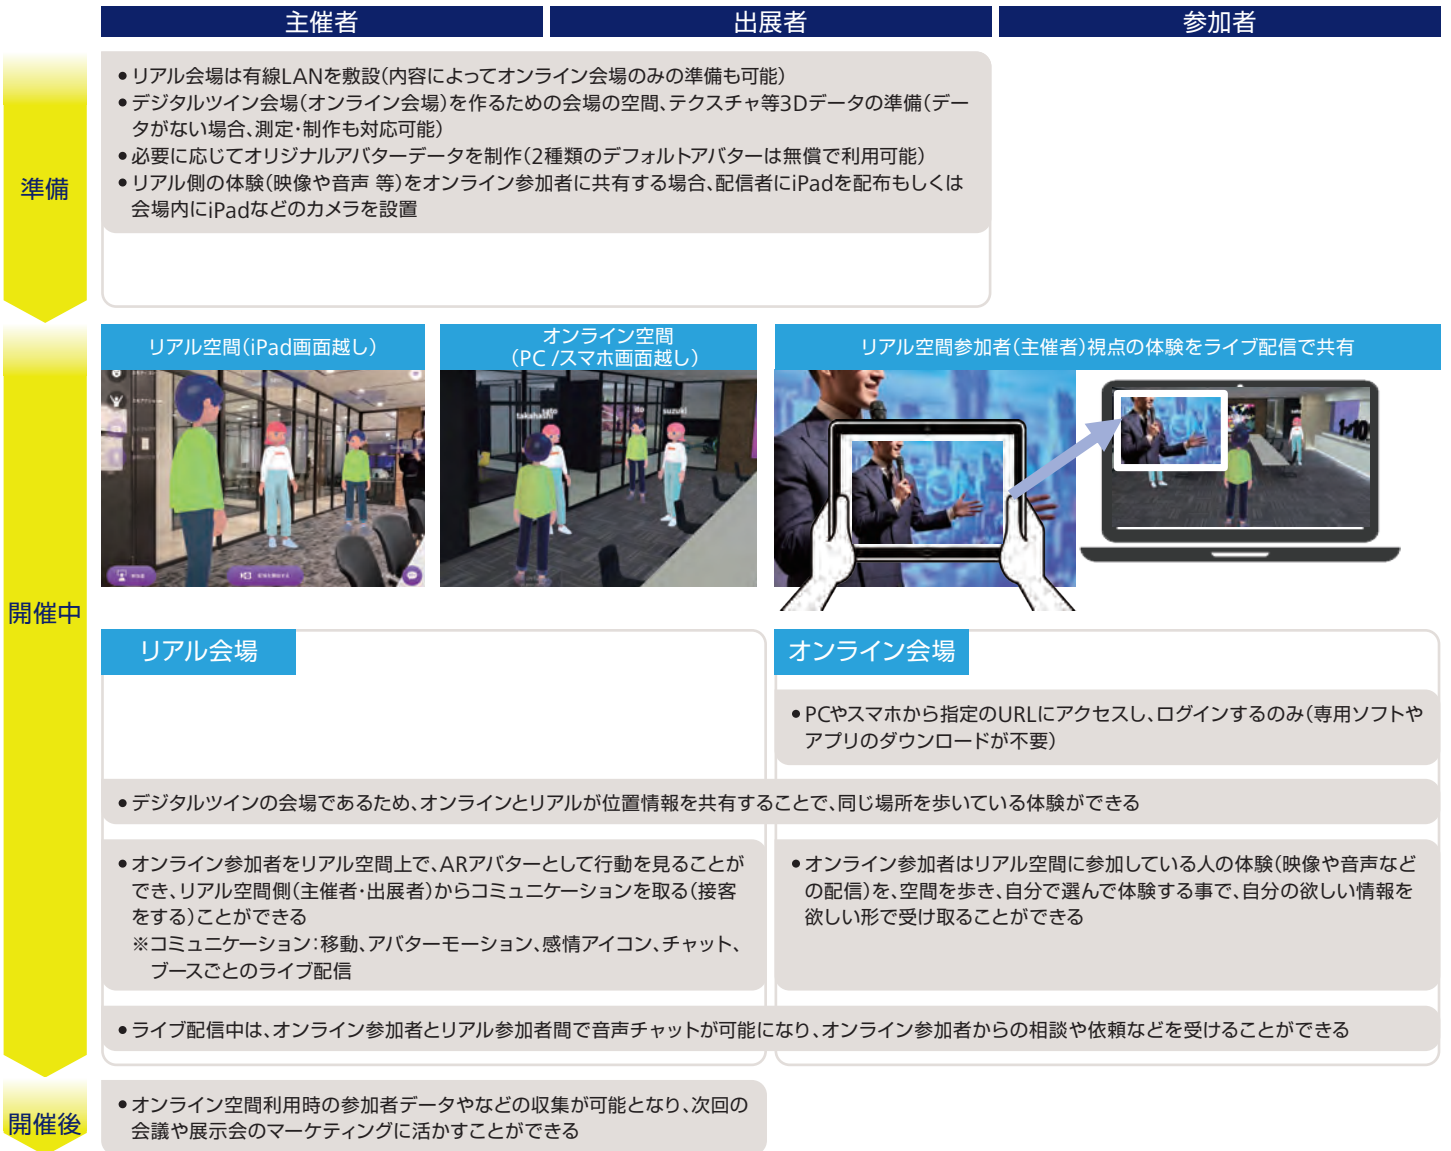 主催者
出展者
参加者
準備
●リアル会場は有線LANを敷設(内容によってオンライン会場のみの準備も可能)
●デジタルツイン会場(オンライン会場)を作るための会場の空間、テクスチャ等3Dデータの準備(デー
タがない場合、測定・制作も対応可能)
●必要に応じてオリジナルアバターデータを制作(2種類のデフォルトアバターは無償で利用可能)
●リアル側の体験(映像や音声 等)をオンライン参加者に共有する場合、配信者にiPadを配布もしくは
会場内にiPadなどのカメラを設置
開催中
リアル空間(iPad画面越し)
オンライン空間
(PC /スマホ画面越し)
リアル空間参加者(主催者)視点の体験をライブ配信で共有
takahashi
sato
ito
suzuki
リアル会場
オンライン会場
●PCやスマホから指定のURLにアクセスし、ログインするのみ(専用ソフトや
アプリのダウンロードが不要)
●デジタルツインの会場であるため、オンラインとリアルが位置情報を共有することで、同じ場所を歩いている体験ができる
●オンライン参加者をリアル空間上で、ARアバターとして行動を見ることが
でき、リアル空間側(主催者・出展者)からコミュニケーションを取る(接客
をする)ことができる
※コミュニケーション:移動、アバターモーション、感情アイコン、チャット、
ブースごとのライブ配信
●オンライン参加者はリアル空間に参加している人の体験(映像や音声など
の配信)を、空間を歩き、自分で選んで体験する事で、自分の欲しい情報を
欲しい形で受け取ることができる
●ライブ配信中は、オンライン参加者とリアル参加者間で音声チャットが可能になり、オンライン参加者からの相談や依頼などを受けることができる
開催後
●オンライン空間利用時の参加者データやなどの収集が可能となり、次回の
会議や展示会のマーケティングに活かすことができる